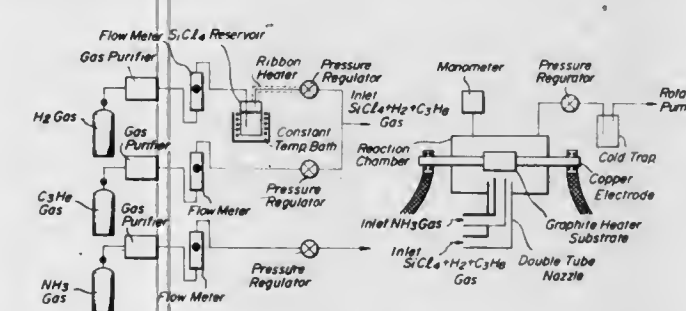 Flow Meter
SiCl4 Reservoir
Gas Purifier
Ribbon
Heater
Pressure
Regulator
Inlet
SiCl4+H2+C3H8
Gas
H2 Gas
Constant
Temp. Bath
Gas
Purifier
C3H8
Gas
Flow Meter
Pressure
Regulator
Gas
Purifier
NH3
Gas
Flow Meter
Pressure
Regulator
Manometer
Pressure
Regurator
Rota
Pum
Reaction
Chamber
Cold Trap
Copper
Electrode
Inlet NH3 Gas
Graphite Heater
Substrate
Inlet
SiCl4+H2+C3H8
Gas
Double Tube
Nozzle